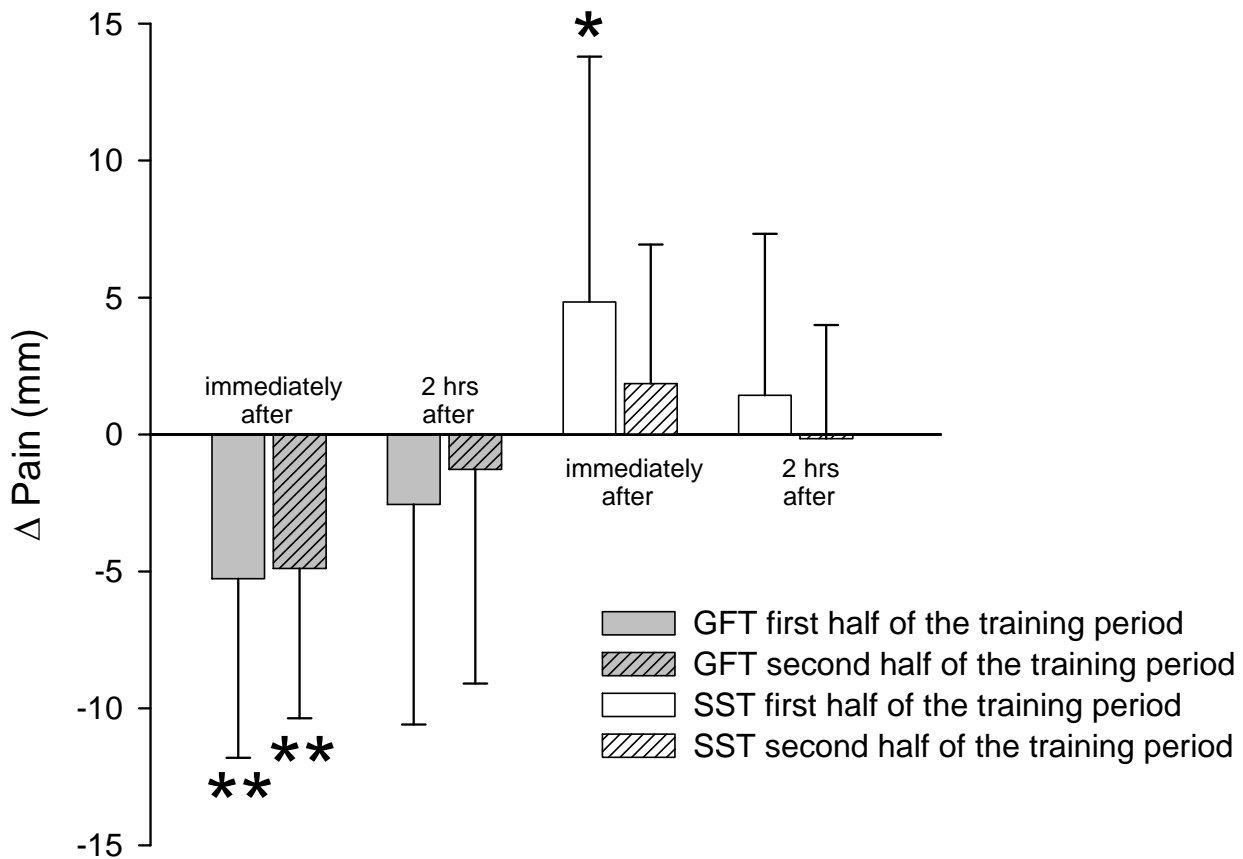 15
*
10
5
Δ Pain (mm)
immediately
after
2 hrs
after
0
immediately
after
2 hrs
after
-5
GFT first half of the training period
GFT second half of the training period
SST first half of the training period
SST second half of the training period
-10
**
**
-15